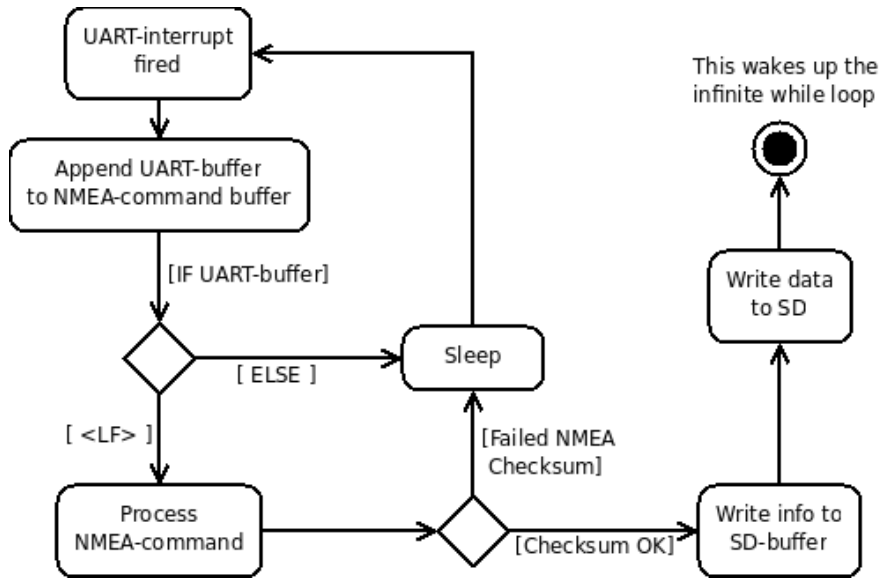 UART-interrupt
fired
This wakes up the
infinite while loop
Append UART-buffer
to NMEA-command buffer
[IF UART-buffer]
Write data
to SD
Sleep
[ ELSE ]
[ <LF> ]
[Failed NMEA
Checksum]
Process
NMEA-command
[Checksum OK]
Write info to
SD-buffer